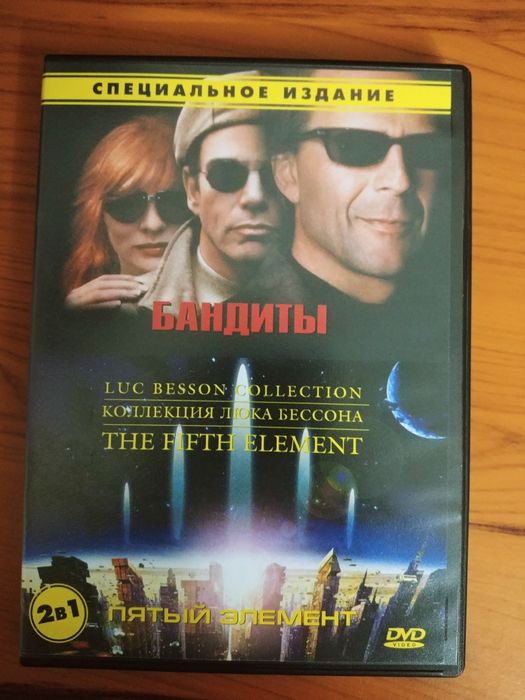 СПЕЦИАЛЬНОЕ ИЗДАНИЕ
БАНДИТЫ
LUC BESSON COLLECTION
КОЛЛЕКЦИЯ ЛЮКА БЕССОНА
THE FIFTH ELEMENT
ПЯТЫЙ ЭЛЕМЕНТ
2в1
DVD
VIDEO